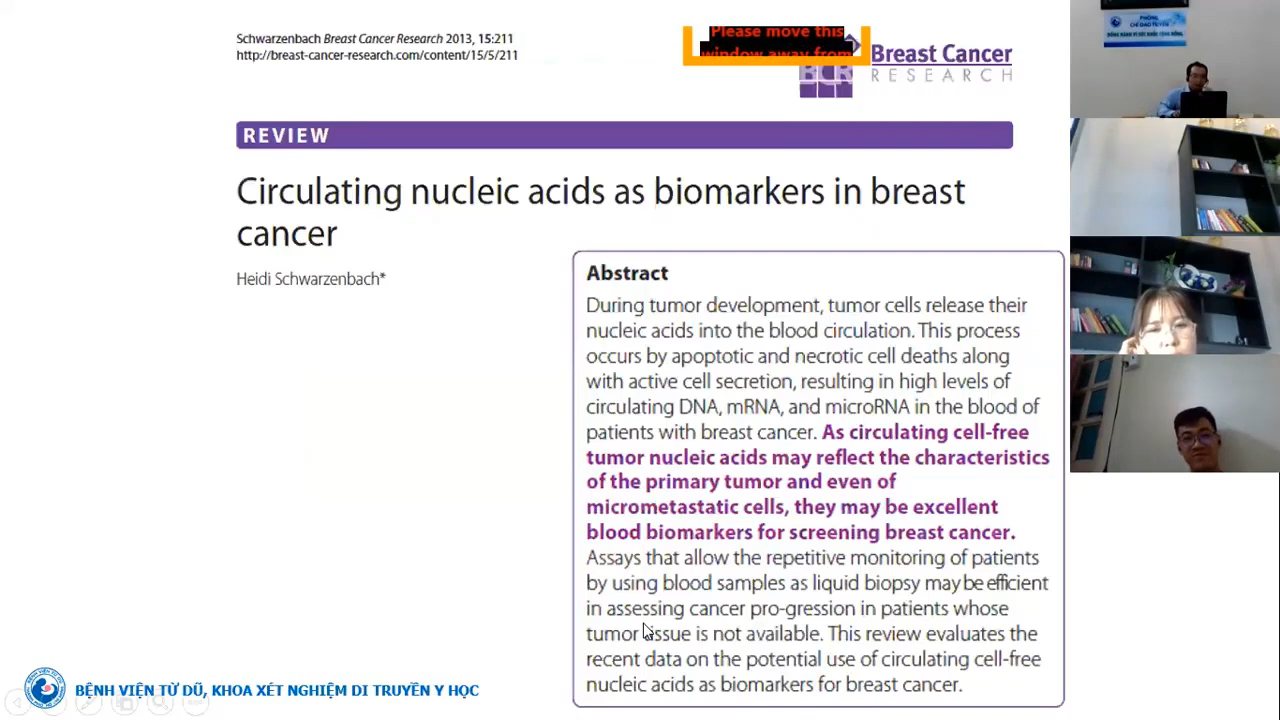 Schwarzenbach Breast Cancer Research 2013, 15:211
http://breast-cancer-research.com/content/15/5/211
Please move this
window away from
BCR
Breast Cancer
RESEARCH
REVIEW
Circulating nucleic acids as biomarkers in breast
cancer
Heidi Schwarzenbach*
Abstract
During tumor development, tumor cells release their
nucleic acids into the blood circulation. This process
occurs by apoptotic and necrotic cell deaths along
with active cell secretion, resulting in high levels of
circulating DNA, mRNA, and microRNA in the blood of
patients with breast cancer. As circulating cell-free
tumor nucleic acids may reflect the characteristics
of the primary tumor and even of
micrometastatic cells, they may be excellent
blood biomarkers for screening breast cancer.
Assays that allow the repetitive monitoring of patients
by using blood samples as liquid biopsy may be efficient
in assessing cancer pro-gression in patients whose
tumor tissue is not available. This review evaluates the
recent data on the potential use of circulating cell-free
nucleic acids as biomarkers for breast cancer.
BỆNH VIỆN TỪ DŨ, KHOA XÉT NGHIỆM DI TRUYỀN Y HỌC
PHÒNG
CHỈ ĐẠO TUYẾN